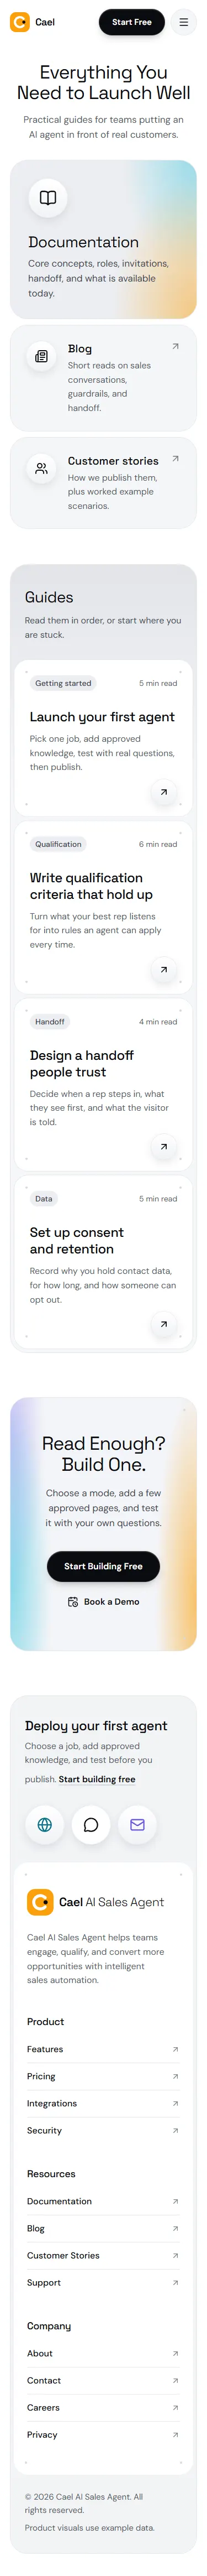 Cael
Start Free
Everything You
Need to Launch Well
Practical guides for teams putting an
AI agent in front of real customers.
Documentation
Core concepts, roles, invitations,
handoff, and what is available
today.
Blog
Short reads on sales
conversations,
guardrails, and
handoff.
Customer stories
How we publish them,
plus worked example
scenarios.
Guides
Read them in order, or start where you
are stuck.
Getting started
5 min read
Launch your first agent
Pick one job, add approved
knowledge, test with real questions,
then publish.
Qualification
6 min read
Write qualification
criteria that hold up
Turn what your best rep listens
for into rules an agent can apply
every time.
Handoff
4 min read
Design a handoff
people trust
Decide when a rep steps in, what
they see first, and what the visitor
is told.
Data
5 min read
Set up consent
and retention
Record why you hold contact data,
for how long, and how someone can
opt out.
Read Enough?
Build One.
Choose a mode, add a few
approved pages, and test
it with your own questions.
Start Building Free
Book a Demo
Deploy your first agent
Choose a job, add approved
knowledge, and test before you
publish. Start building free
Cael AI Sales Agent
Cael AI Sales Agent helps teams
engage, qualify, and convert more
opportunities with intelligent
sales automation.
Product
Features
Pricing
Integrations
Security
Resources
Documentation
Blog
Customer Stories
Support
Company
About
Contact
Careers
Privacy
© 2026 Cael AI Sales Agent. All
rights reserved.
Product visuals use example data.